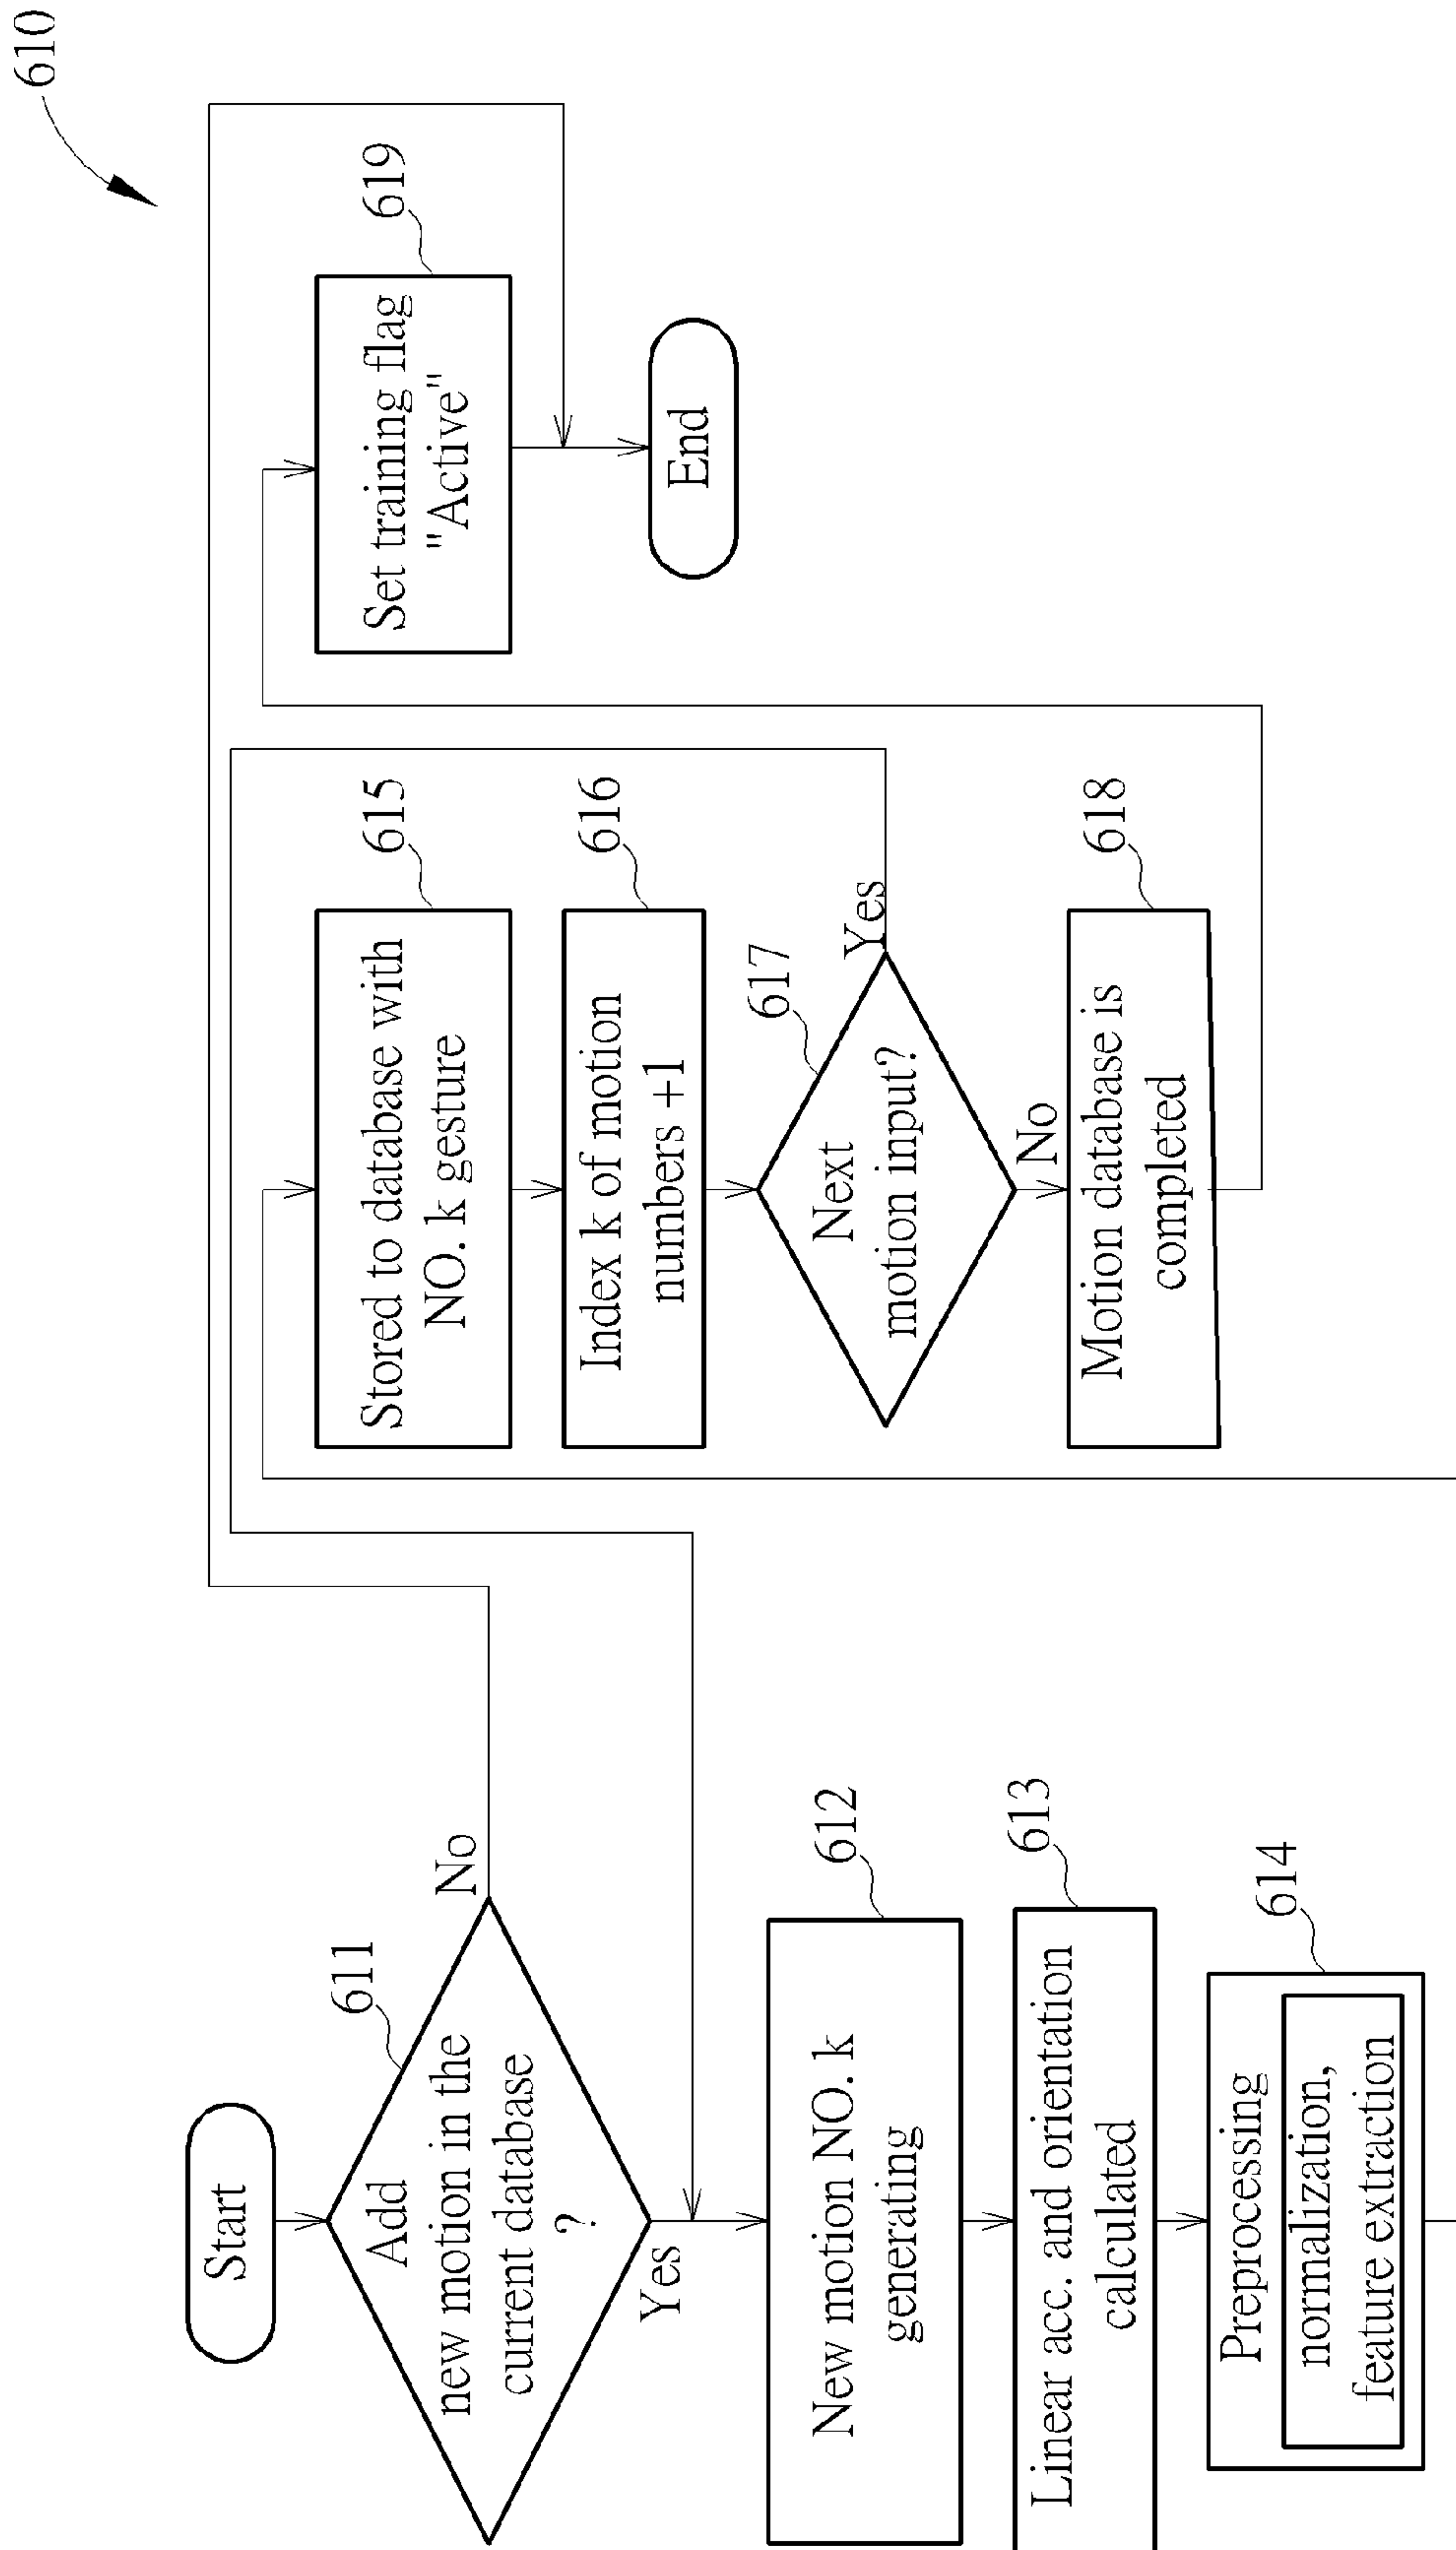 610
Start
611
Add
new motion in the
current database
?
No
Yes
612
New motion NO. k
generating
613
Linear acc. and orientation
calculated
614
Preprocessing
normalization,
feature extraction
615
Stored to database with
NO. k gesture
616
Index k of motion
numbers +1
617
Next
motion input?
Yes
No
618
Motion database is
completed
619
Set training flag
"Active"
End